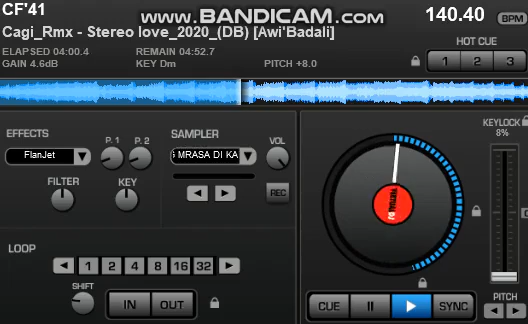 www.BANDICAM.com
CF'41
140.40 BPM
Cagi_Rmx - Stereo love_2020_(DB) [Awi'Badali]
ELAPSED 04:00.4 REMAIN 04:52.7
GAIN 4.6dB KEY Dm PITCH +8.0
HOT CUE
1 2 3
EFFECTS P. 1 P. 2 SAMPLER VOL
FlanJet MRASA DI KA
FILTER KEY
REC
KEYLOCK
8%
LOOP
1 2 4 8 16 32
SHIFT
IN OUT
CUE SYNC
PITCH